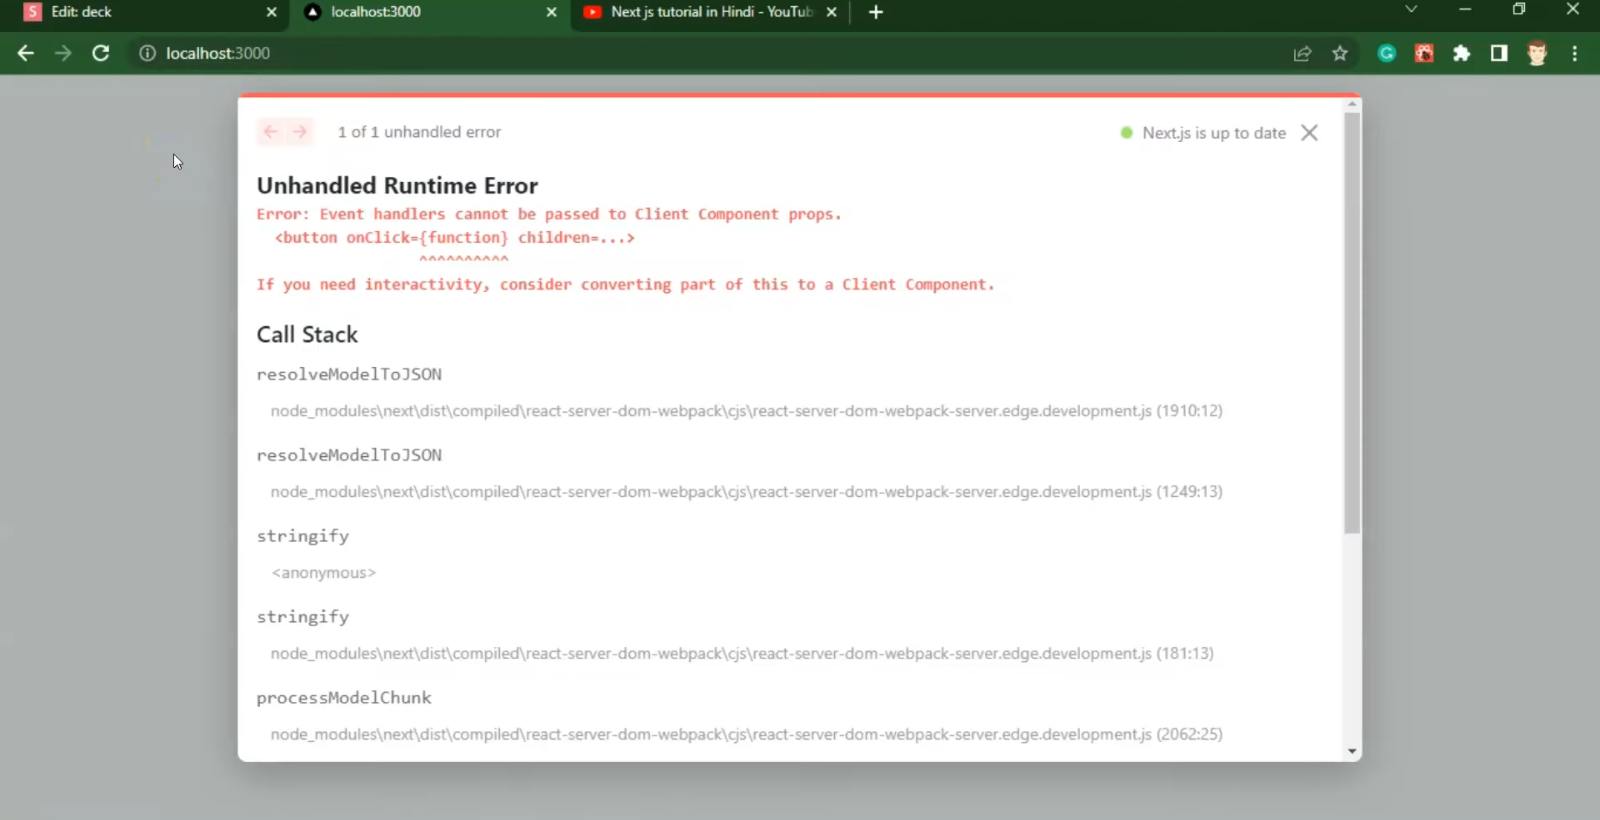 S Edit: deck
localhost:3000
Next js tutorial in Hindi - YouTub
localhost:3000
G
1 of 1 unhandled error
Next.js is up to date
Unhandled Runtime Error
Error: Event handlers cannot be passed to Client Component props.
<button onClick={function} children=...>
^^^^^^^^^^
If you need interactivity, consider converting part of this to a Client Component.
Call Stack
resolveModelToJSON
node_modules\next\dist\compiled\react-server-dom-webpack\cjs\react-server-dom-webpack-server.edge.development.js (1910:12)
resolveModelToJSON
node_modules\next\dist\compiled\react-server-dom-webpack\cjs\react-server-dom-webpack-server.edge.development.js (1249:13)
stringify
<anonymous>
stringify
node_modules\next\dist\compiled\react-server-dom-webpack\cjs\react-server-dom-webpack-server.edge.development.js (181:13)
processModelChunk
node_modules\next\dist\compiled\react-server-dom-webpack\cjs\react-server-dom-webpack-server.edge.development.js (2062:25)